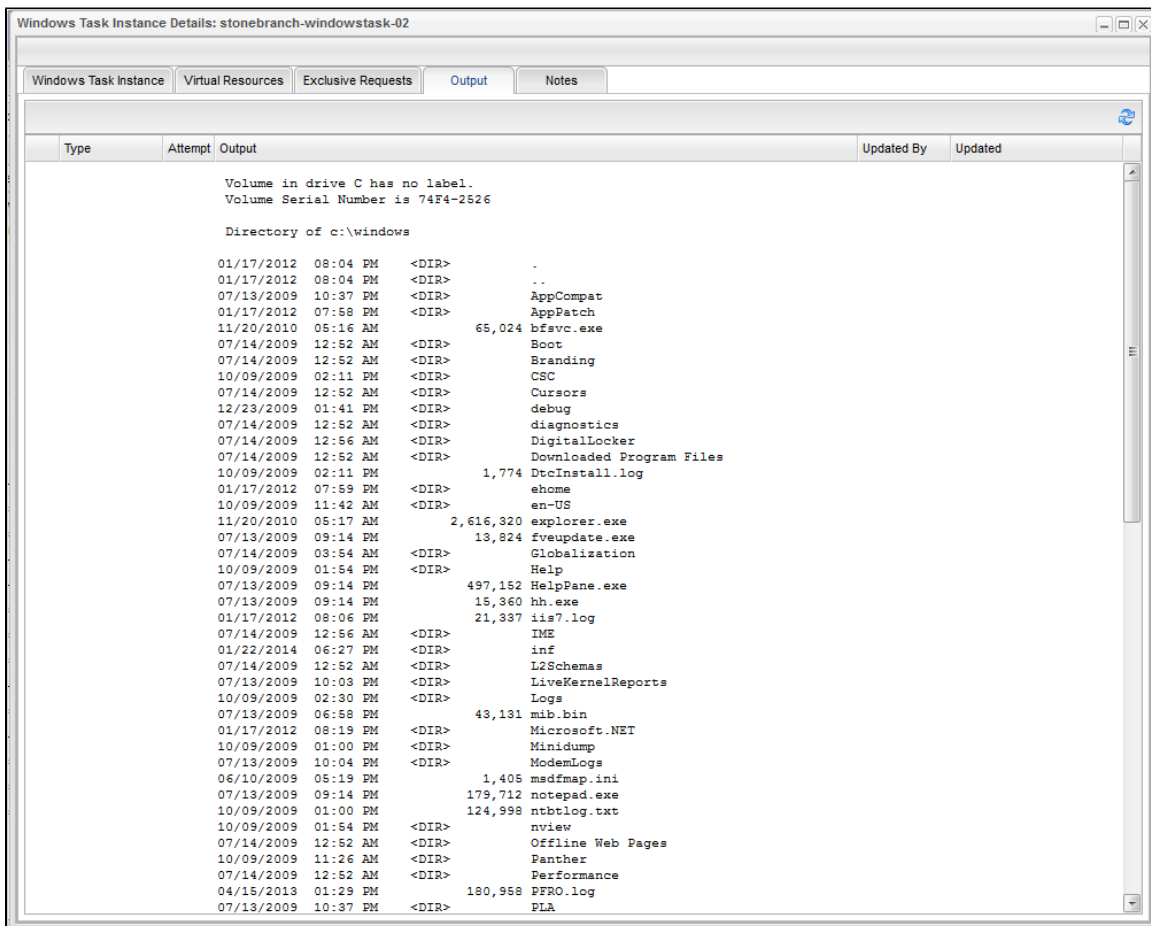 Windows Task Instance Details: stonebranch-windowstask-02
Windows Task Instance Virtual Resources Exclusive Requests Output Notes
Type Attempt Output Updated By Updated
Volume in drive C has no label.
Volume Serial Number is 74F4-2526
Directory of c:\windows
01/17/2012 08:04 PM <DIR> .
01/17/2012 08:04 PM <DIR> ..
07/13/2009 10:37 PM <DIR> AppCompat
01/17/2012 07:58 PM <DIR> AppPatch
11/20/2010 05:16 AM 65,024 bfsvc.exe
07/14/2009 12:52 AM <DIR> Boot
07/14/2009 12:52 AM <DIR> Branding
10/09/2009 02:11 PM <DIR> CSC
07/14/2009 12:52 AM <DIR> Cursors
12/23/2009 01:41 PM <DIR> debug
07/14/2009 12:52 AM <DIR> diagnostics
07/14/2009 12:56 AM <DIR> DigitalLocker
07/14/2009 12:52 AM <DIR> Downloaded Program Files
10/09/2009 02:11 PM 1,774 DtcInstall.log
01/17/2012 07:59 PM <DIR> ehome
10/09/2009 11:42 AM <DIR> en-US
11/20/2010 05:17 AM 2,616,320 explorer.exe
07/13/2009 09:14 PM 13,824 fveupdate.exe
07/14/2009 03:54 AM <DIR> Globalization
10/09/2009 01:54 PM <DIR> Help
07/13/2009 09:14 PM 497,152 HelpPane.exe
07/13/2009 09:14 PM 15,360 hh.exe
01/17/2012 08:06 PM 21,337 iis7.log
07/14/2009 12:56 AM <DIR> IME
01/22/2014 06:27 PM <DIR> inf
07/14/2009 12:52 AM <DIR> L2Schemas
07/13/2009 10:03 PM <DIR> LiveKernelReports
10/09/2009 02:30 PM <DIR> Logs
07/13/2009 06:58 PM 43,131 mib.bin
01/17/2012 08:19 PM <DIR> Microsoft.NET
10/09/2009 01:00 PM <DIR> Minidump
07/13/2009 10:04 PM <DIR> ModemLogs
06/10/2009 05:19 PM 1,405 msdfmap.ini
07/13/2009 09:14 PM 179,712 notepad.exe
10/09/2009 01:00 PM 124,998 ntbtlog.txt
10/09/2009 01:54 PM <DIR> nview
07/14/2009 12:52 AM <DIR> Offline Web Pages
10/09/2009 11:26 AM <DIR> Panther
07/14/2009 12:52 AM <DIR> Performance
04/15/2013 01:29 PM 180,958 PFRO.log
07/13/2009 10:37 PM <DIR> PLA